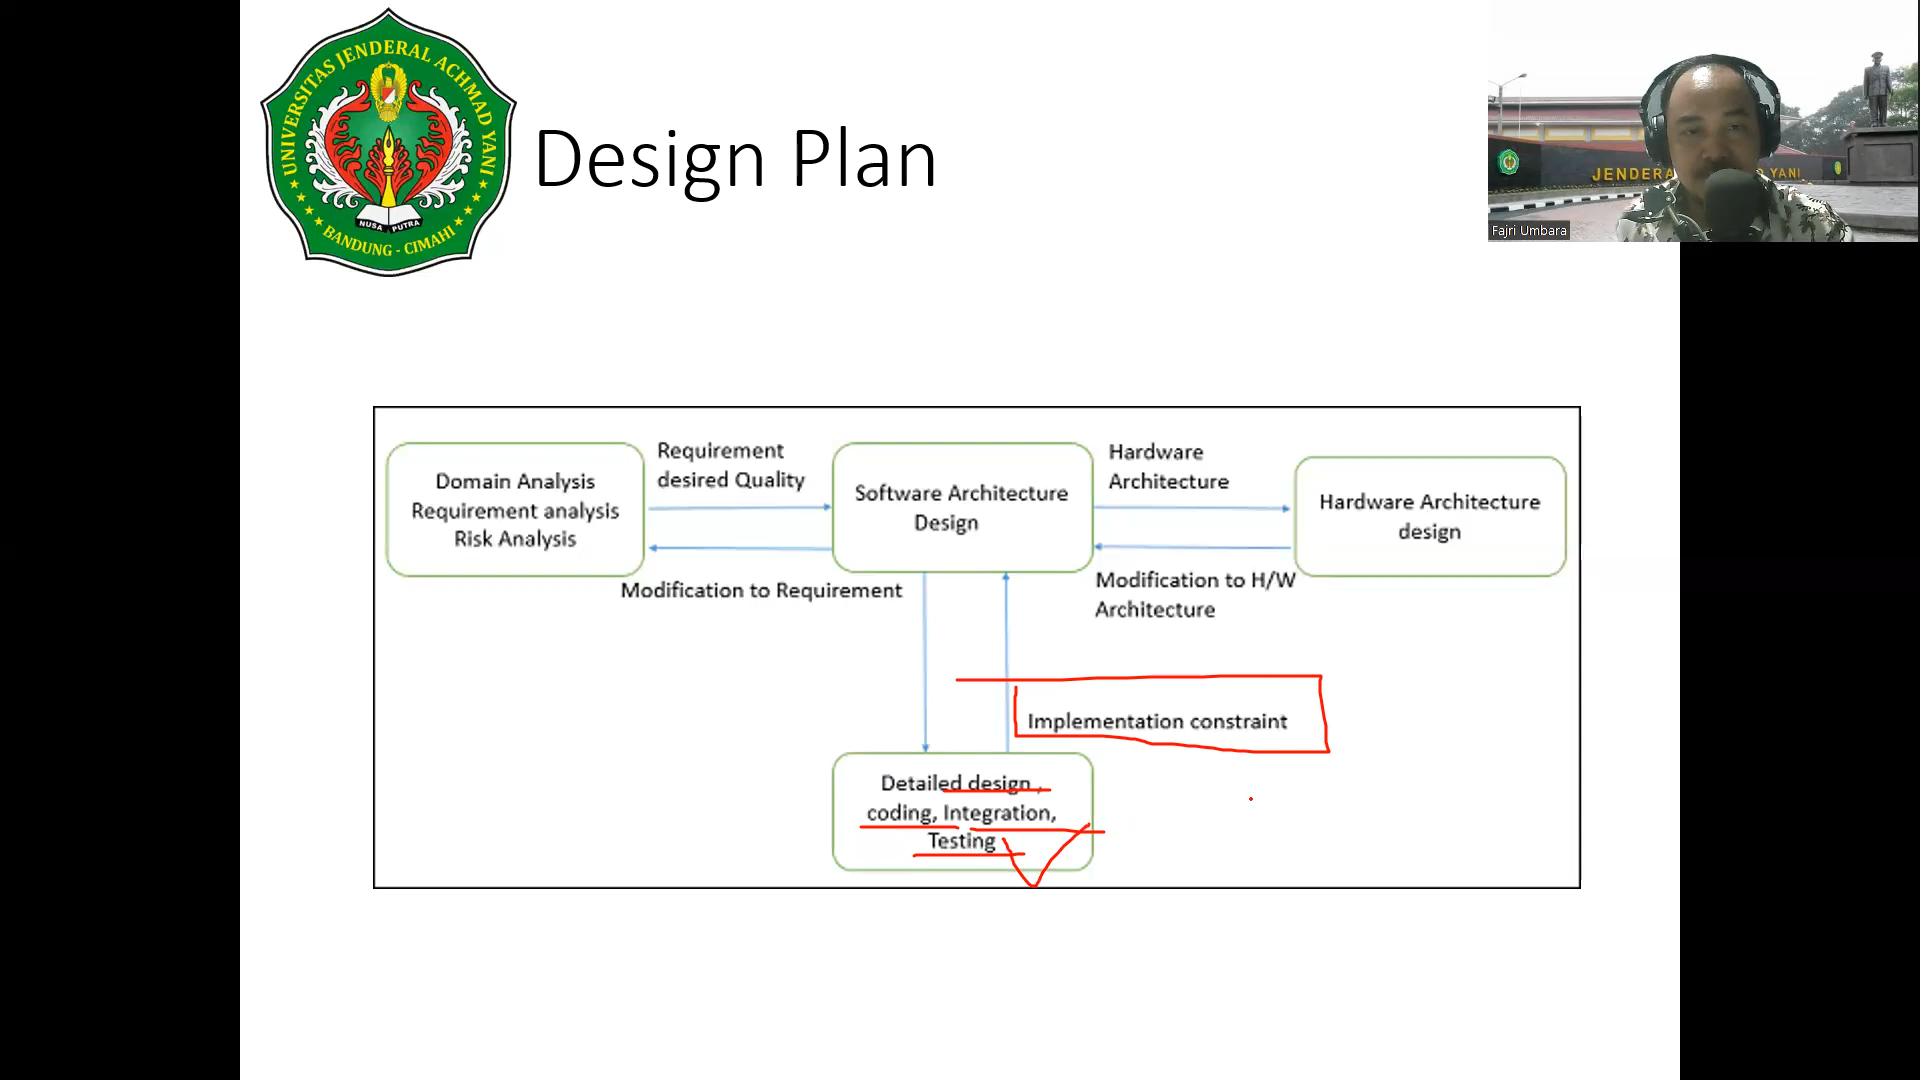 UNIVERSITAS JENDERAL ACHMAD YANI
NUSA PUTRA
BANDUNG - CIMAHI
Design Plan
JENDERA
YANI
Fajri Umbara
Domain Analysis
Requirement analysis
Risk Analysis
Requirement
desired Quality
Modification to Requirement
Software Architecture
Design
Hardware
Architecture
Modification to H/W
Architecture
Hardware Architecture
design
Implementation constraint
Detailed design ,
coding, Integration,
Testing